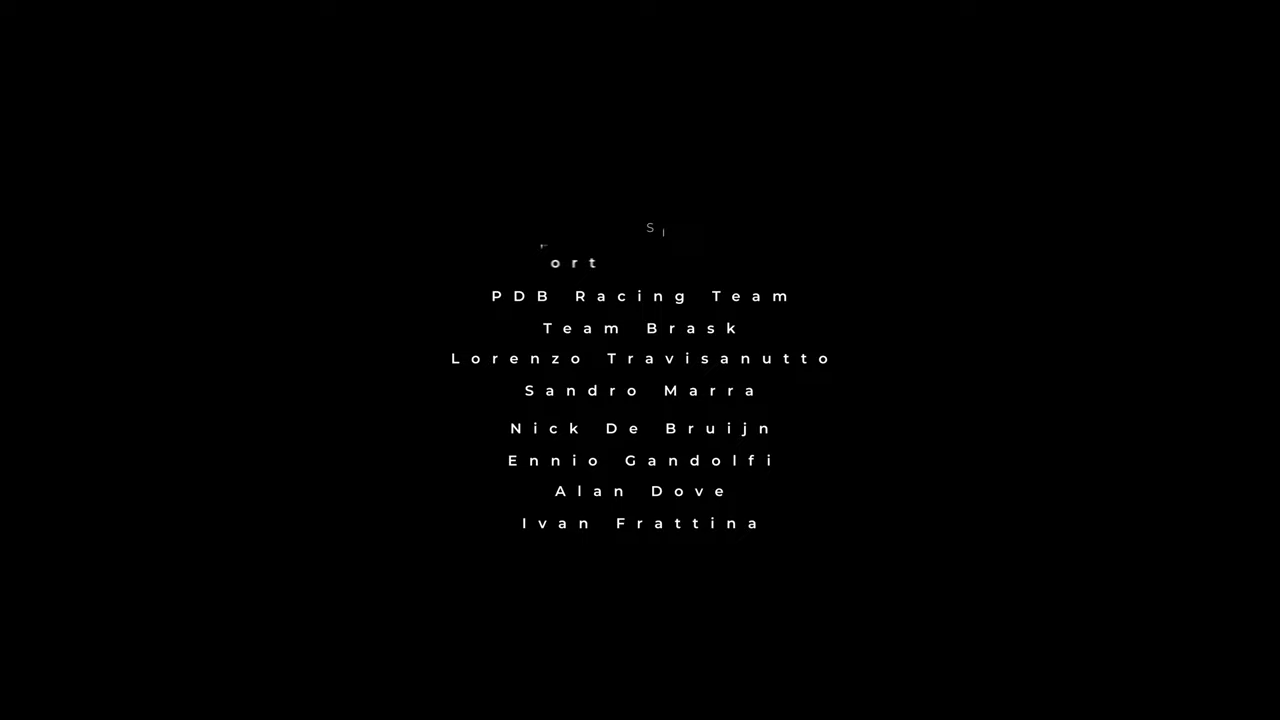 PDB Racing Team
Team Brask
Lorenzo Travisanutto
Sandro Marra
Nick De Bruijn
Ennio Gandolfi
Alan Dove
Ivan Frattina